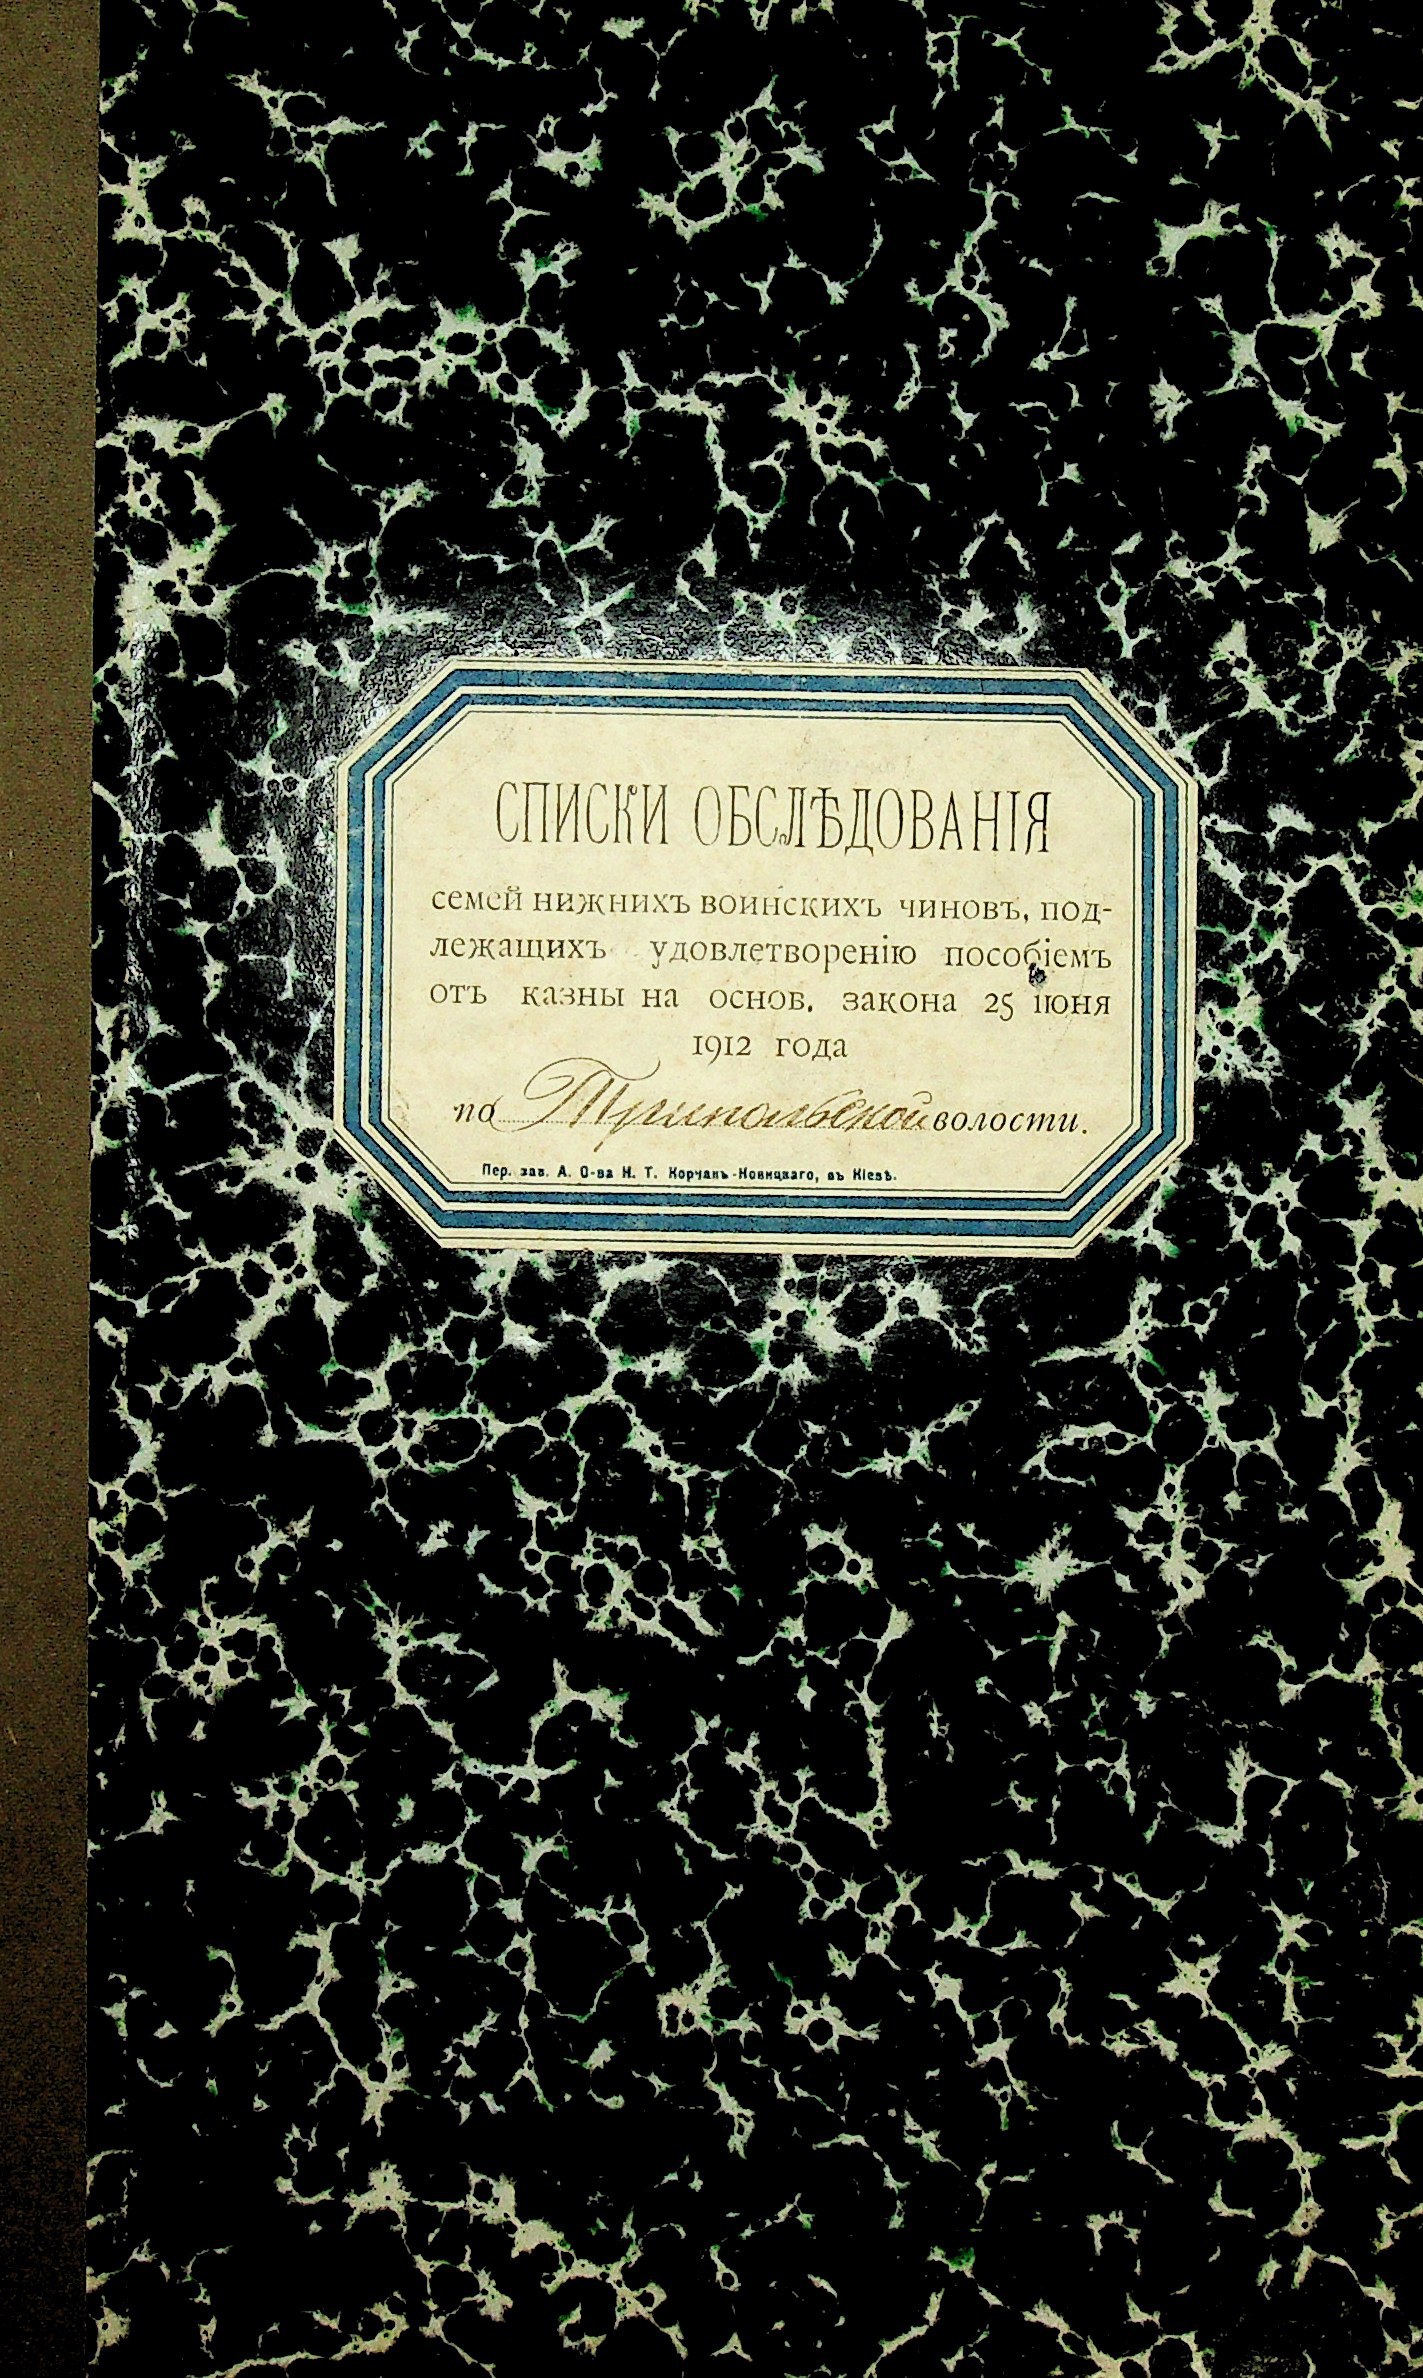 СПИСКИ ОБСЛѢДОВАНІЯ
семей нижнихъ воинскихъ чиновъ, под-
лежащихъ удовлетворенію пособіемъ
отъ казны на основ. закона 25 іюня
1912 года
по Трипольской волости.
Пер. зав. А. О-ва Н. Т. Корчакъ-Новицкаго, въ Кіевѣ.